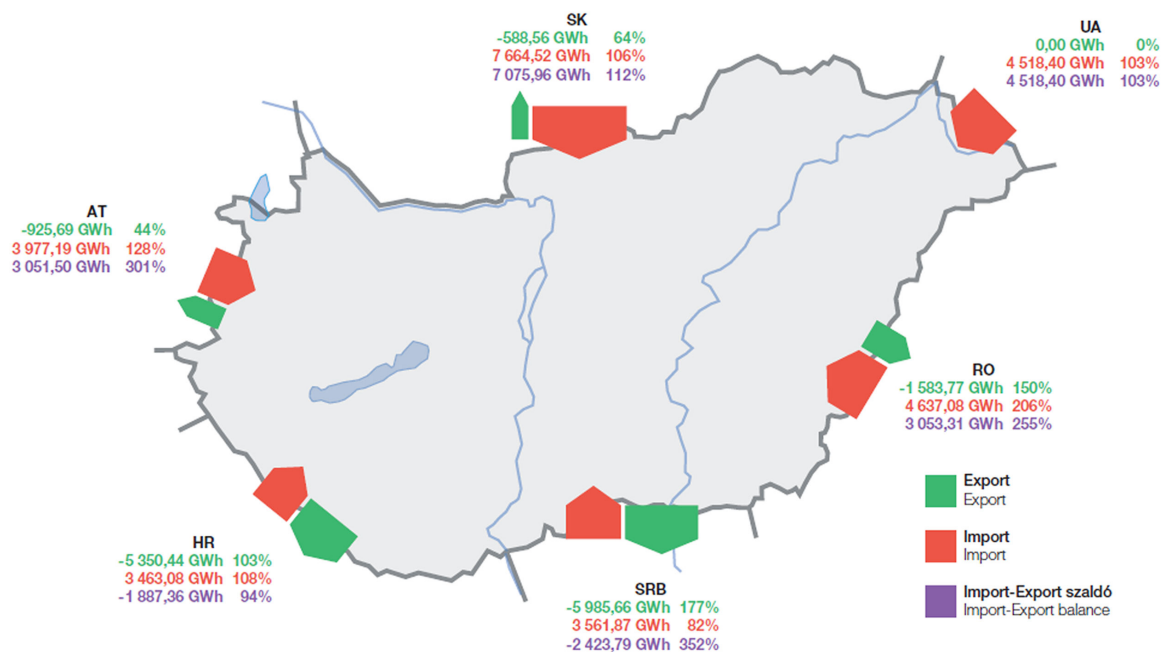 SK
-588,56 GWh 64%
7 664,52 GWh 106%
7 075,96 GWh 112%
UA
0,00 GWh 0%
4 518,40 GWh 103%
4 518,40 GWh 103%
AT
-925,69 GWh 44%
3 977,19 GWh 128%
3 051,50 GWh 301%
RO
-1 583,77 GWh 150%
4 637,08 GWh 206%
3 053,31 GWh 255%
HR
-5 350,44 GWh 103%
3 463,08 GWh 108%
-1 887,36 GWh 94%
SRB
-5 985,66 GWh 177%
3 561,87 GWh 82%
-2 423,79 GWh 352%
Export
Export
Import
Import
Import-Export szaldó
Import-Export balance